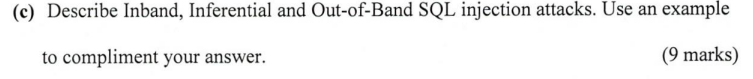 (c) Describe Inband, Inferential and Out-of-Band SQL injection attacks. Use an example
to compliment your answer. (9 marks)